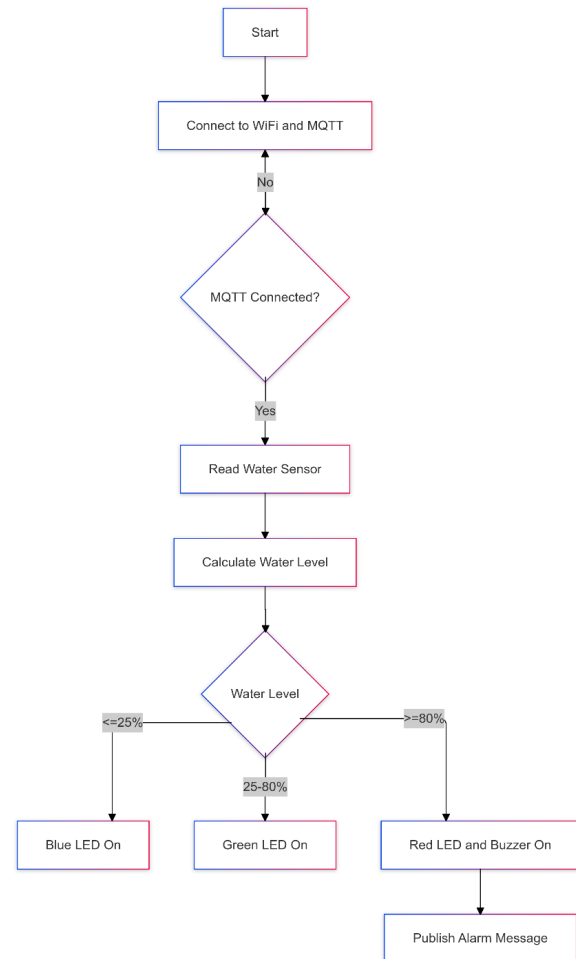 Start
Connect to WiFi and MQTT
No
MQTT Connected?
Yes
Read Water Sensor
Calculate Water Level
Water Level
<=25%
>=80%
25-80%
Blue LED On
Green LED On
Red LED and Buzzer On
Publish Alarm Message